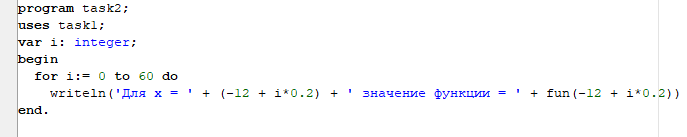 program task2;
uses task1;
var i: integer;
begin
  for i:= 0 to 60 do
    writeln('Для x = ' + (-12 + i*0.2) + ' значение функции = ' + fun(-12 + i*0.2))
end.